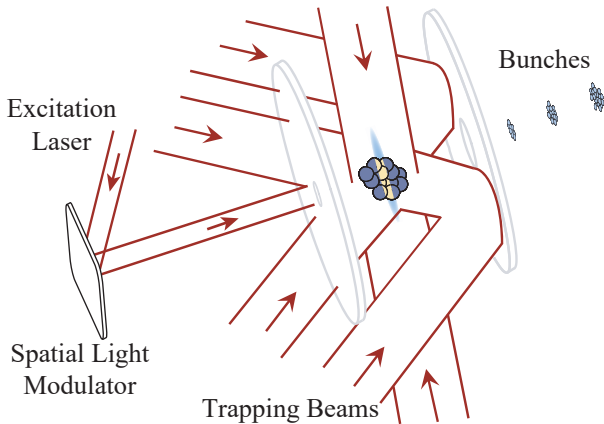 Bunches
Excitation
Laser
Spatial Light
Modulator
Trapping Beams